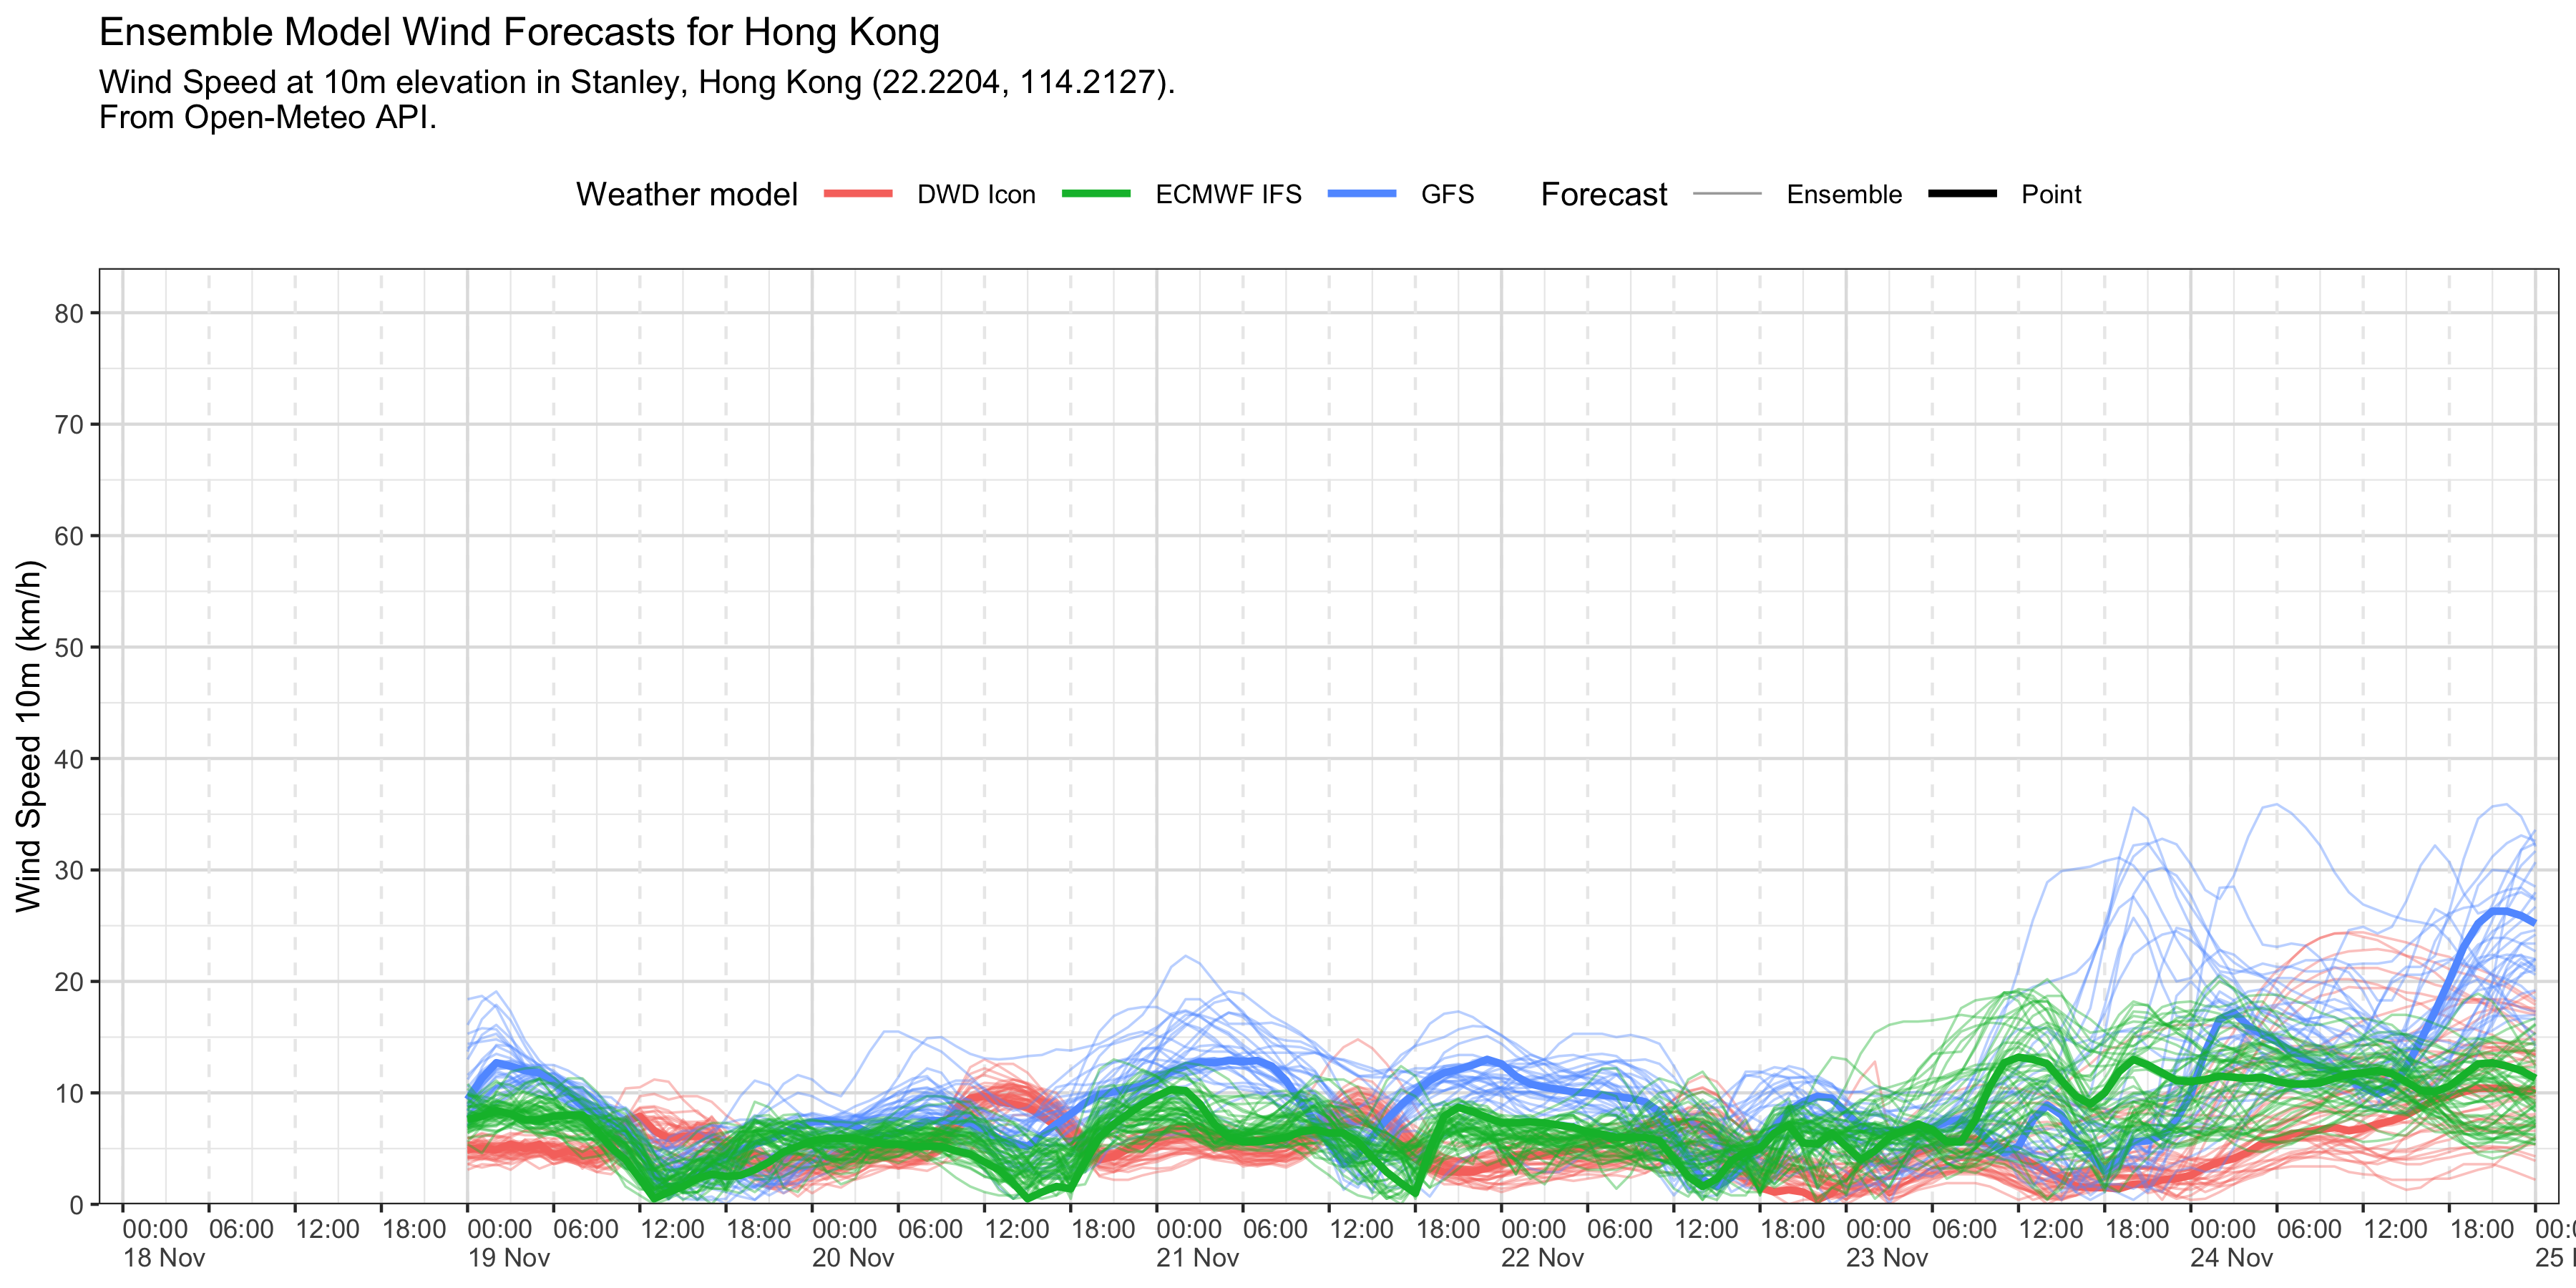 Ensemble Model Wind Forecasts for Hong Kong
Wind Speed at 10m elevation in Stanley, Hong Kong (22.2204, 114.2127).
From Open-Meteo API.
Weather model DWD Icon ECMWF IFS GFS Forecast Ensemble Point
Wind Speed 10m (km/h)
80
70
60
50
40
30
20
10
0
00:00 06:00 12:00 18:00 00:00 06:00 12:00 18:00 00:00 06:00 12:00 18:00 00:00 06:00 12:00 18:00 00:00 06:00 12:00 18:00 00:00 06:00 12:00 18:00 00:00 06:00 12:00 18:00 00:0
18 Nov 19 Nov 20 Nov 21 Nov 22 Nov 23 Nov 24 Nov 25